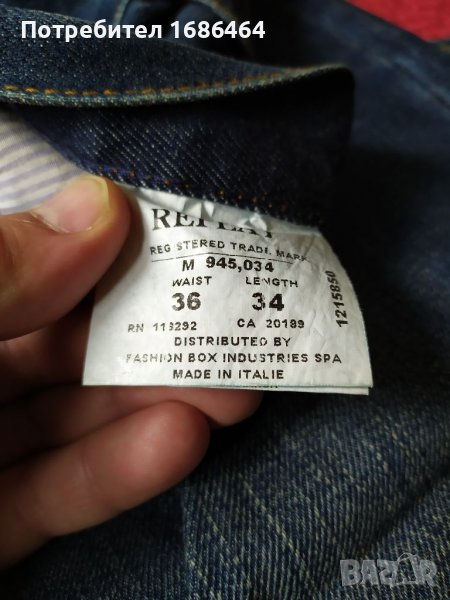 Потребител 1686464
REPLAY
REGISTERED TRADE MARK
M 945,034
WAIST LENGTH
36 34
RN 113292 CA 20189
DISTRIBUTED BY
FASHION BOX INDUSTRIES SPA
MADE IN ITALIE
1215850
BAZAR